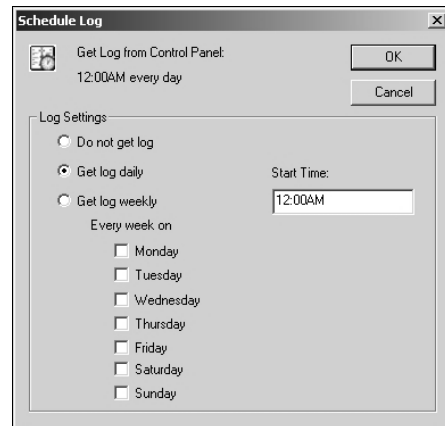 Schedule Log
Get Log from Control Panel:
12:00AM every day
OK
Cancel
Log Settings
Do not get log
Get log daily
Start Time:
Get log weekly
12:00AM
Every week on
Monday
Tuesday
Wednesday
Thursday
Friday
Saturday
Sunday